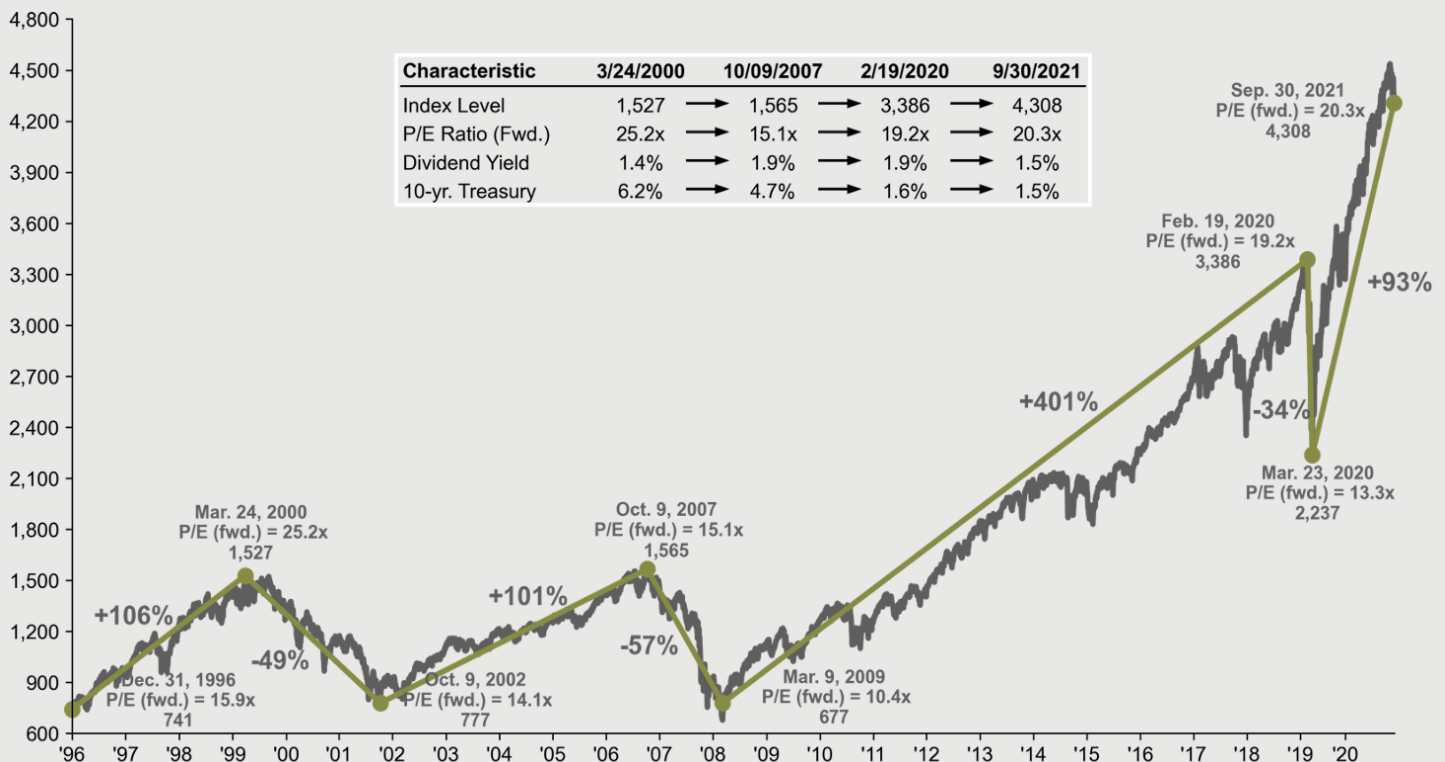 4,800
4,500
4,200
3,900
3,600
3,300
3,000
2,700
2,400
2,100
1,800
1,500
1,200
900
600
Characteristic 3/24/2000 10/09/2007 2/19/2020 9/30/2021
Index Level 1,527 → 1,565 → 3,386 → 4,308
P/E Ratio (Fwd.) 25.2x → 15.1x → 19.2x → 20.3x
Dividend Yield 1.4% → 1.9% → 1.9% → 1.5%
10-yr. Treasury 6.2% → 4.7% → 1.6% → 1.5%
Sep. 30, 2021
P/E (fwd.) = 20.3x
4,308
Feb. 19, 2020
P/E (fwd.) = 19.2x
3,386
+93%
+401%
-34%
Mar. 23, 2020
P/E (fwd.) = 13.3x
2,237
Mar. 24, 2000
P/E (fwd.) = 25.2x
1,527
Oct. 9, 2007
P/E (fwd.) = 15.1x
1,565
+106%
-49%
+101%
-57%
Dec. 31, 1996
P/E (fwd.) = 15.9x
741
Oct. 9, 2002
P/E (fwd.) = 14.1x
777
Mar. 9, 2009
P/E (fwd.) = 10.4x
677
'96 '97 '98 '99 '00 '01 '02 '03 '04 '05 '06 '07 '08 '09 '10 '11 '12 '13 '14 '15 '16 '17 '18 '19 '20